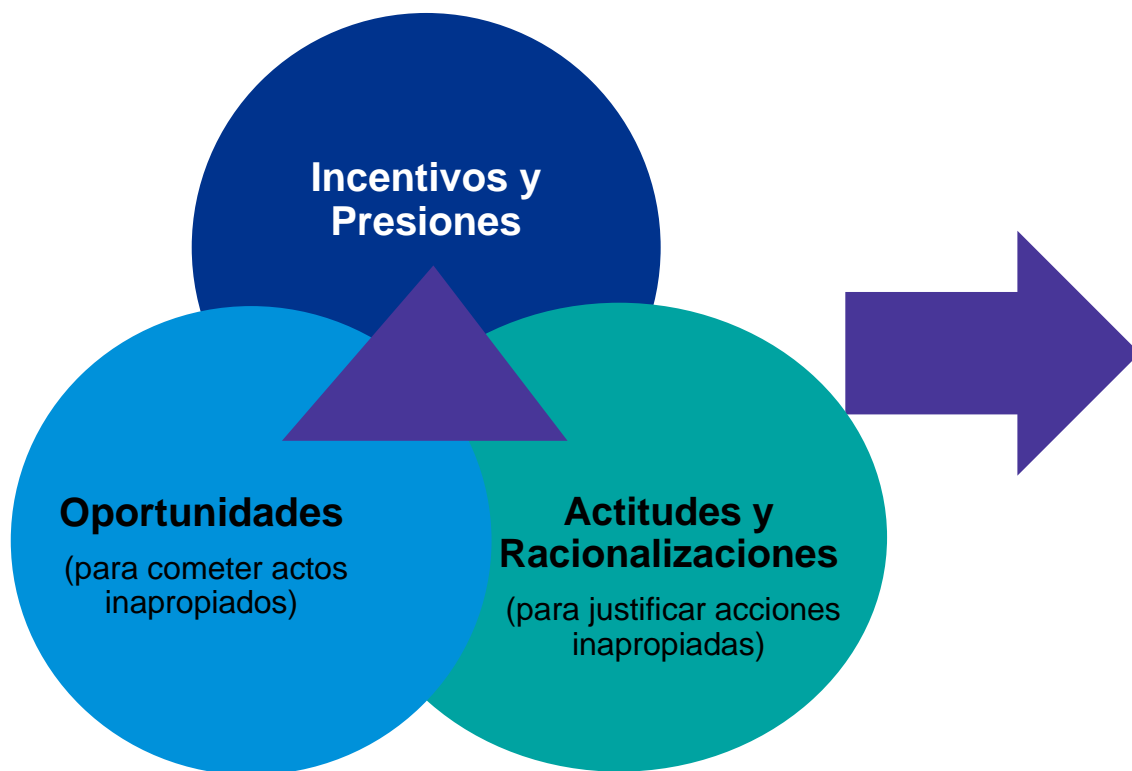 Incentivos y
Presiones
Oportunidades
(para cometer actos
inapropiados)
Actitudes y
Racionalizaciones
(para justificar acciones
inapropiadas)